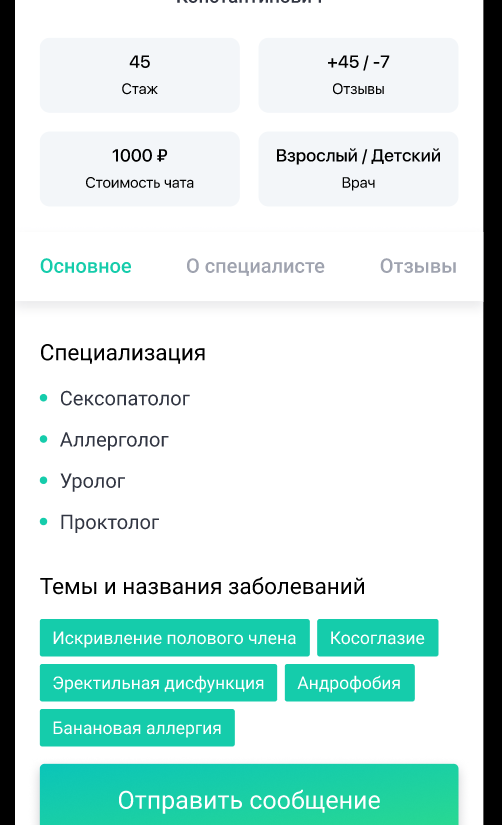 45
Стаж
+45 / -7
Отзывы
1000 ₽
Стоимость чата
Взрослый / Детский
Врач
Основное
О специалисте
Отзывы
Специализация
Сексопатолог
Аллерголог
Уролог
Проктолог
Темы и названия заболеваний
Искривление полового члена
Косоглазие
Эректильная дисфункция
Андрофобия
Банановая аллергия
Отправить сообщение